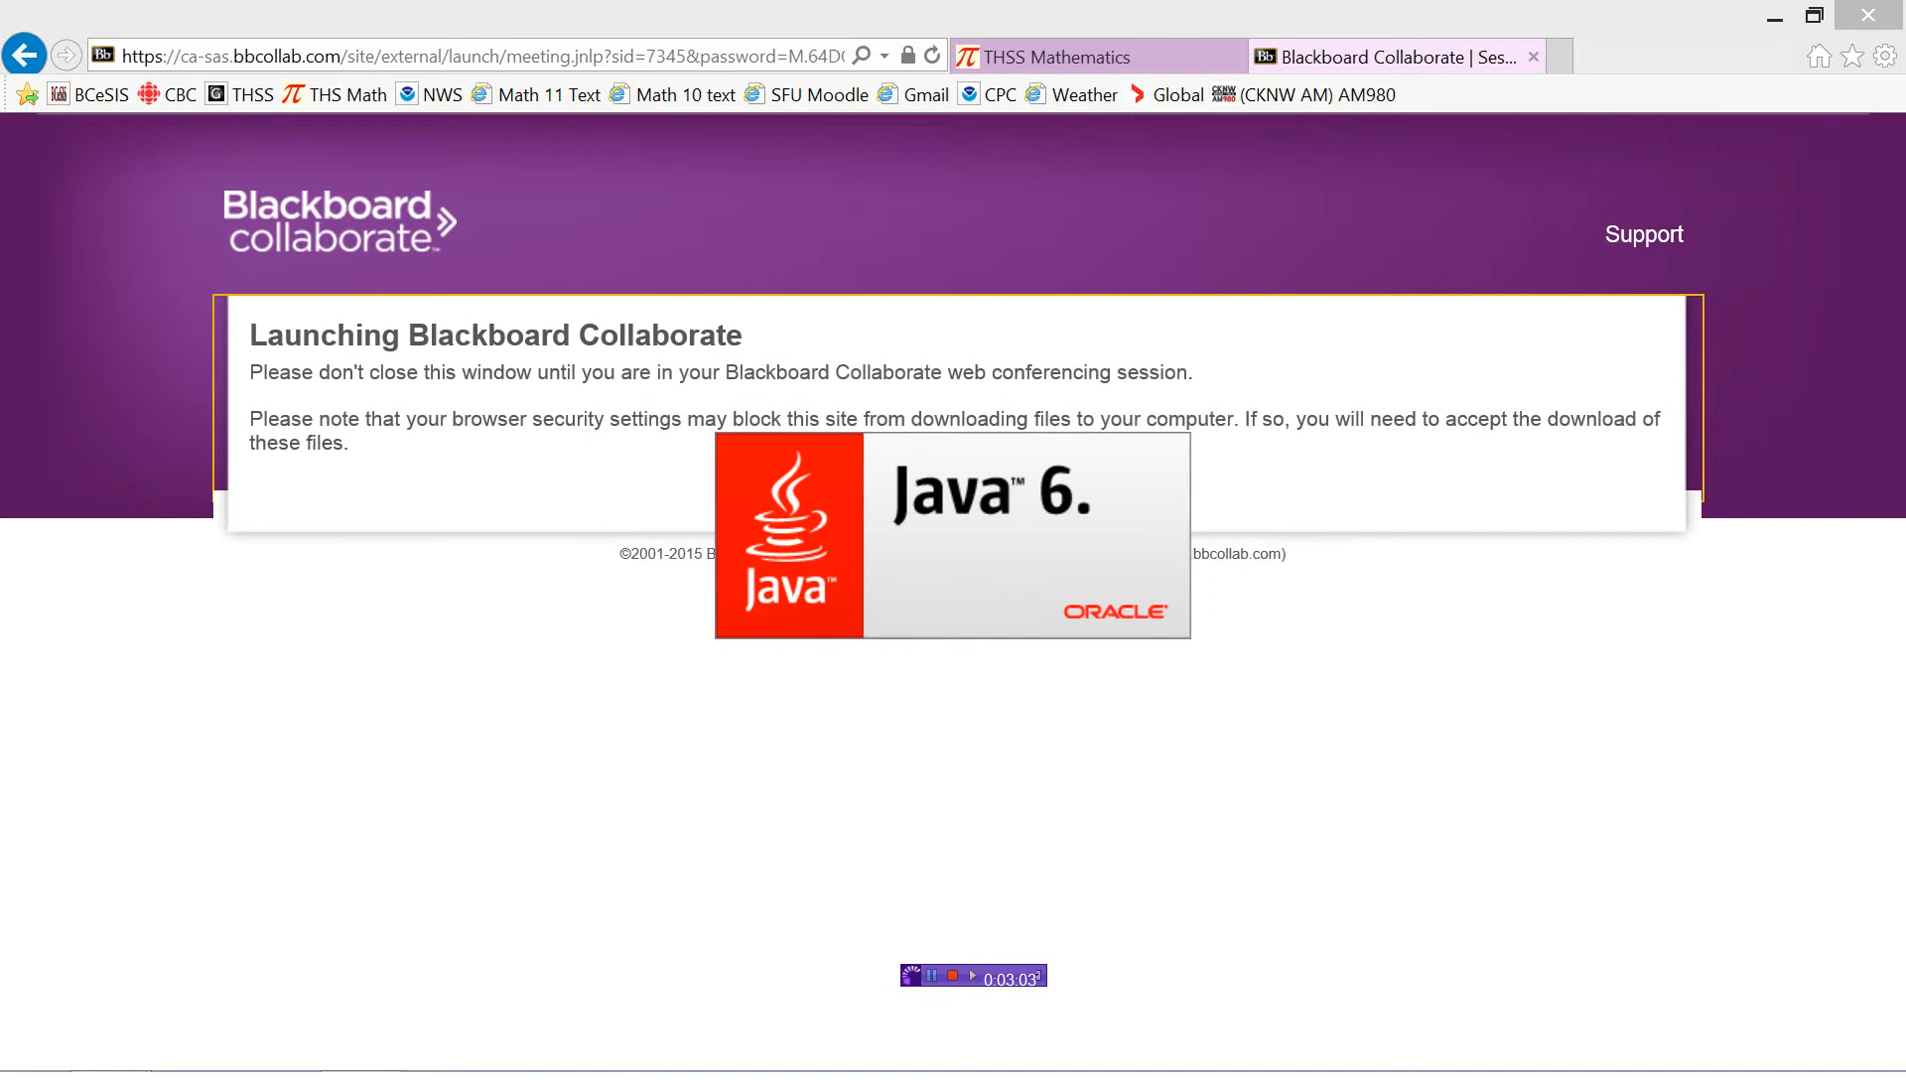 Bb https://ca-sas.bbcollab.com/site/external/launch/meeting.jnlp?sid=7345&password=M.64D
THSS Mathematics
Bb Blackboard Collaborate | Ses...
BCeSIS CBC THSS THS Math NWS Math 11 Text Math 10 text SFU Moodle Gmail CPC Weather Global (CKNW AM) AM980
Blackboard
collaborate™
Support
Launching Blackboard Collaborate
Please don't close this window until you are in your Blackboard Collaborate web conferencing session.
Please note that your browser security settings may block this site from downloading files to your computer. If so, you will need to accept the download of
these files.
Java™ 6.
Java™
ORACLE
©2001-2015 B
bbcollab.com)
0:03:03